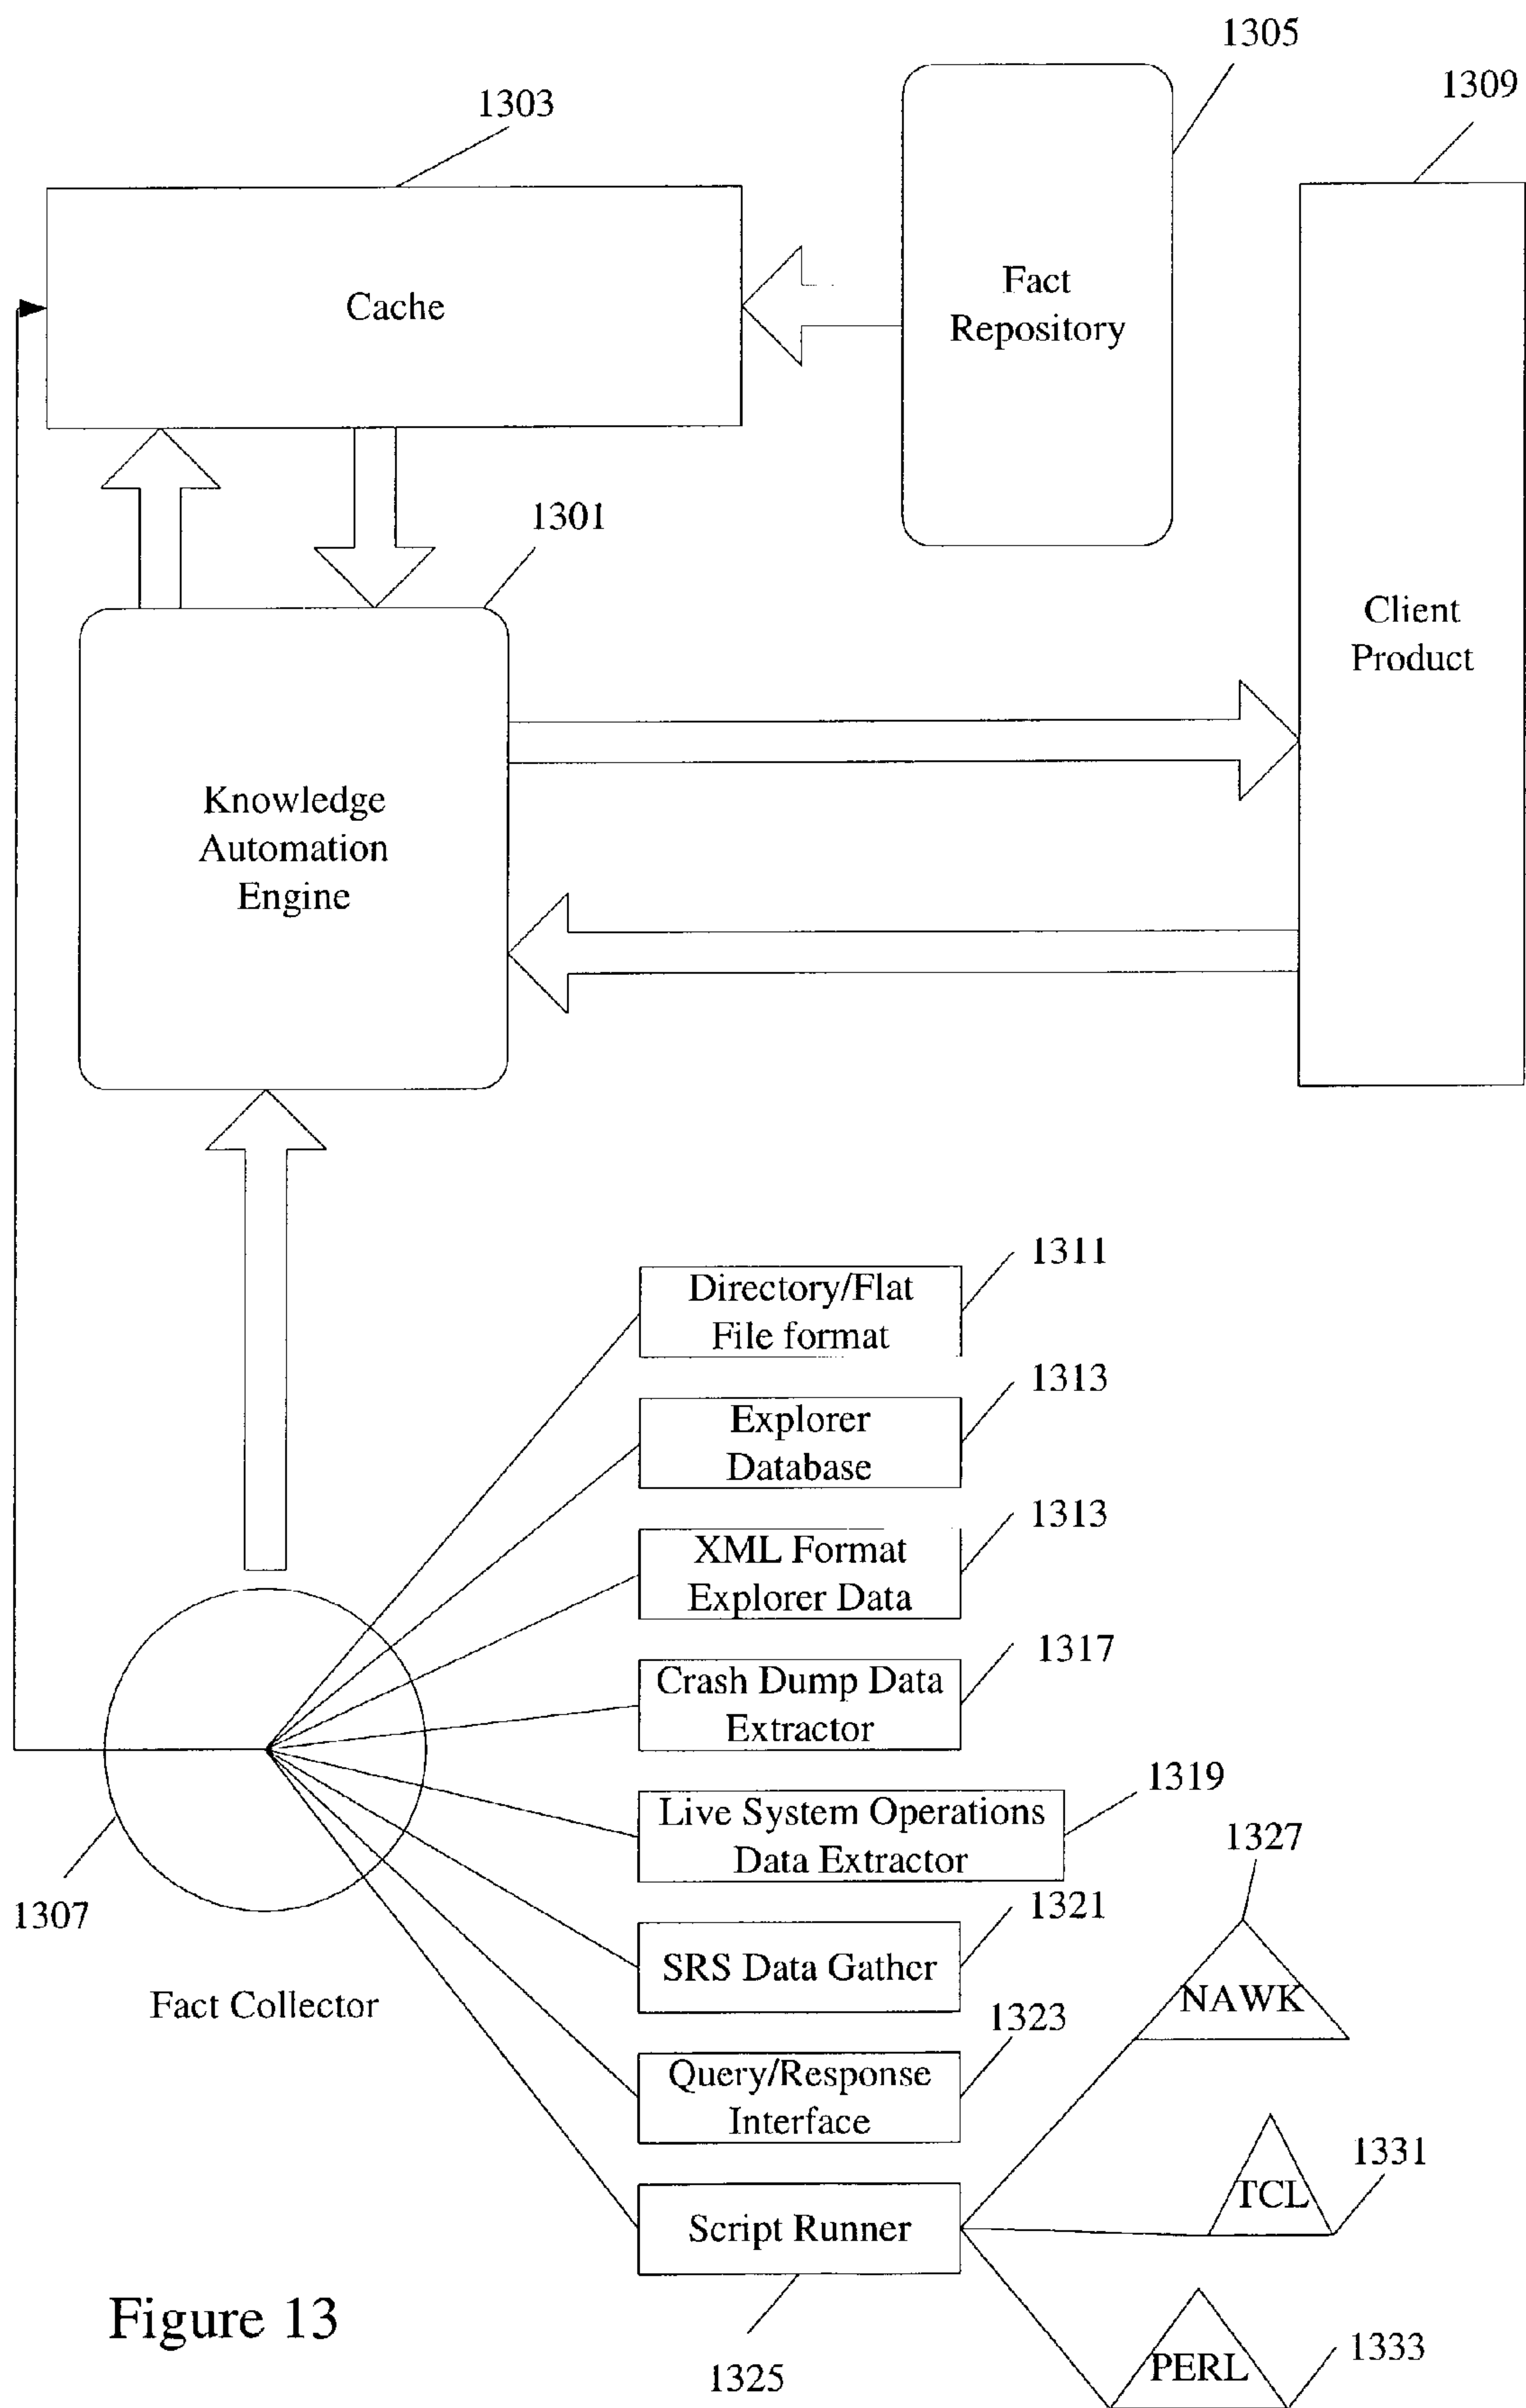 1305
1309
1303
Fact
Repository
Cache
1301
Client
Product
Knowledge
Automation
Engine
1311
Directory/Flat
File format
1313
Explorer
Database
1313
XML Format
Explorer Data
1317
Crash Dump Data
Extractor
1319
Live System Operations
Data Extractor
1327
1307
1321
SRS Data Gather
NAWK
Fact Collector
1323
Query/Response
Interface
1331
TCL
Script Runner
Figure 13
1333
PERL
1325